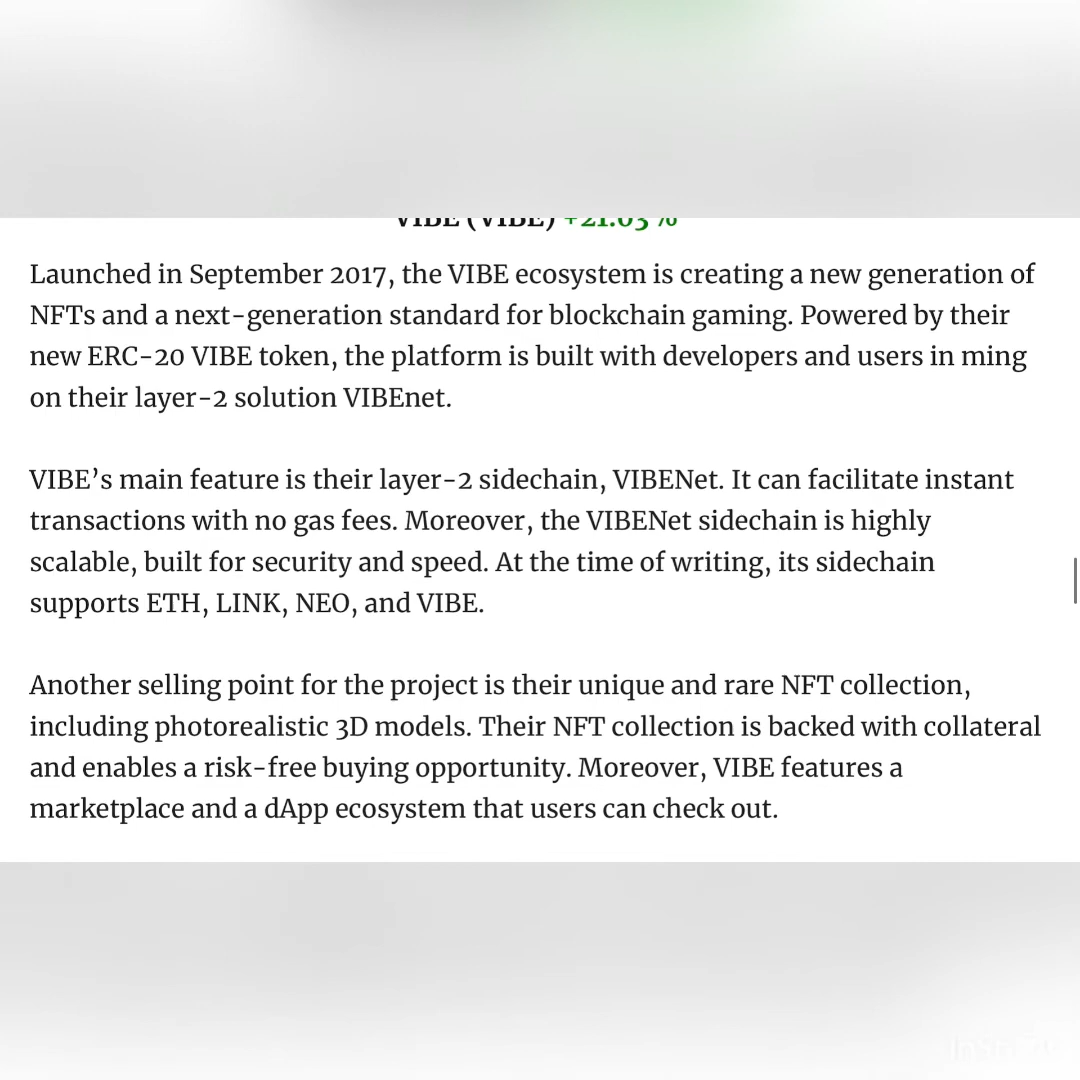 VIBE (VIBE) +21.03 %
Launched in September 2017, the VIBE ecosystem is creating a new generation of
NFTs and a next-generation standard for blockchain gaming. Powered by their
new ERC-20 VIBE token, the platform is built with developers and users in ming
on their layer-2 solution VIBEnet.
VIBE’s main feature is their layer-2 sidechain, VIBENet. It can facilitate instant
transactions with no gas fees. Moreover, the VIBENet sidechain is highly
scalable, built for security and speed. At the time of writing, its sidechain
supports ETH, LINK, NEO, and VIBE.
Another selling point for the project is their unique and rare NFT collection,
including photorealistic 3D models. Their NFT collection is backed with collateral
and enables a risk-free buying opportunity. Moreover, VIBE features a
marketplace and a dApp ecosystem that users can check out.